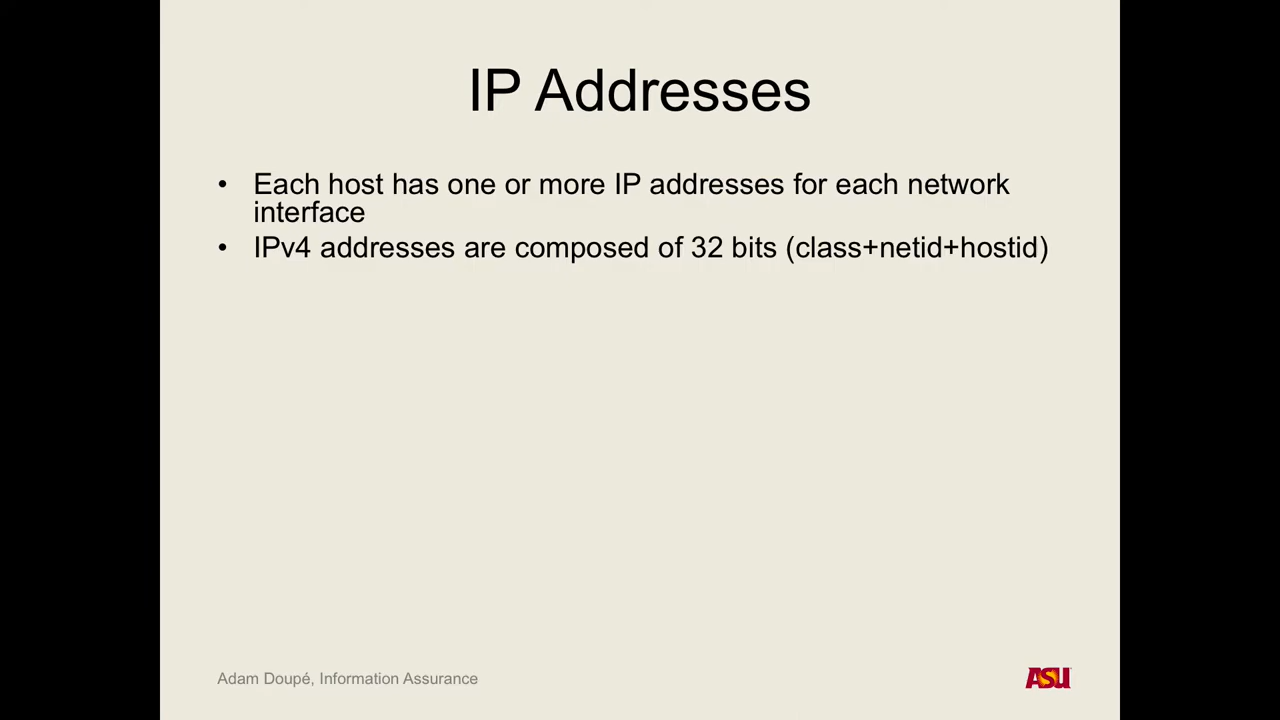 IP Addresses
• Each host has one or more IP addresses for each network
interface
• IPv4 addresses are composed of 32 bits (class+netid+hostid)
Adam Doupé, Information Assurance
ASU